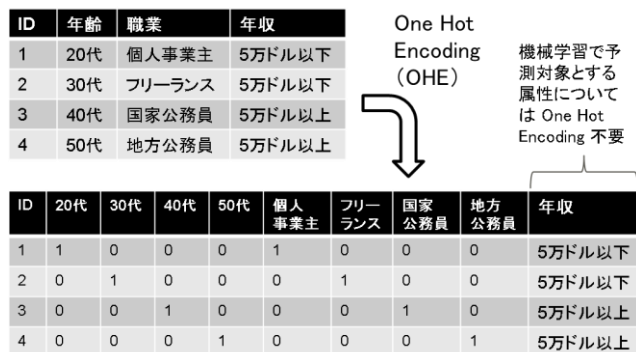 ID 年齢 職業 年収
1 20代 個人事業主 5万ドル以下
2 30代 フリーランス 5万ドル以下
3 40代 国家公務員 5万ドル以上
4 50代 地方公務員 5万ドル以上
One Hot
Encoding
（OHE）
機械学習で予
測対象とする
属性について
は One Hot
Encoding 不要
ID 20代 30代 40代 50代 個人 フリー 国家 地方 年収
事業主 ランス 公務員 公務員
1 1 0 0 0 1 0 0 0 5万ドル以下
2 0 1 0 0 0 1 0 0 5万ドル以下
3 0 0 1 0 0 0 1 0 5万ドル以上
4 0 0 0 1 0 0 0 1 5万ドル以上